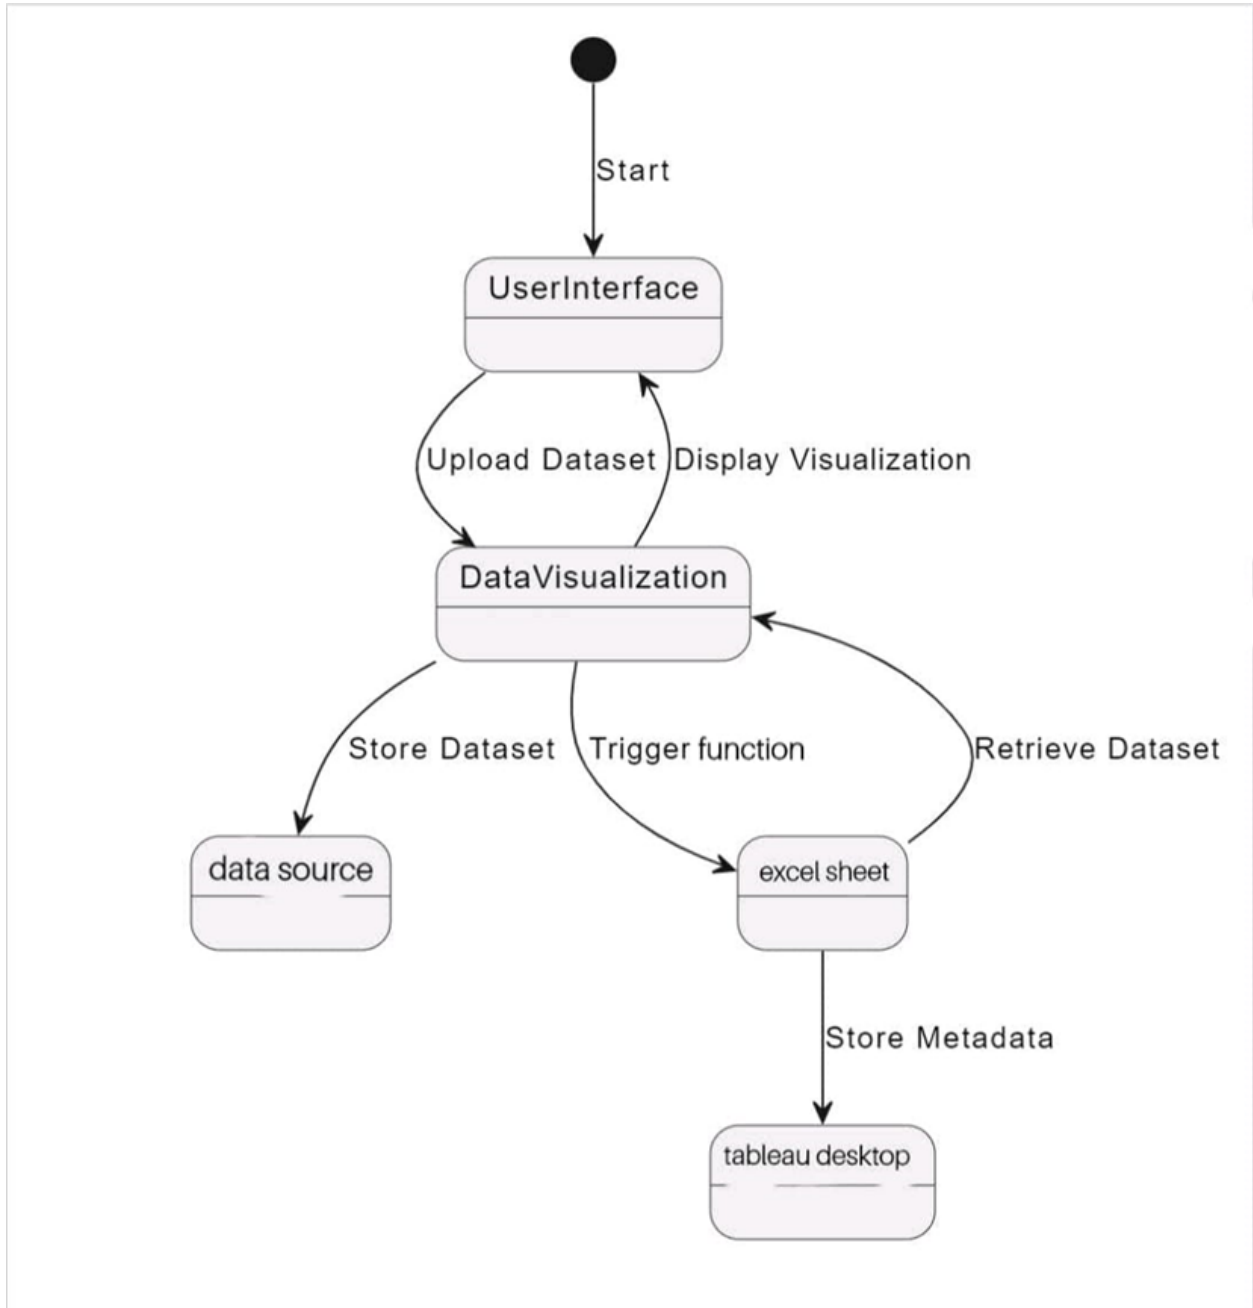 Start
UserInterface
Upload Dataset
Display Visualization
DataVisualization
Store Dataset
Trigger function
Retrieve Dataset
data source
excel sheet
Store Metadata
tableau desktop